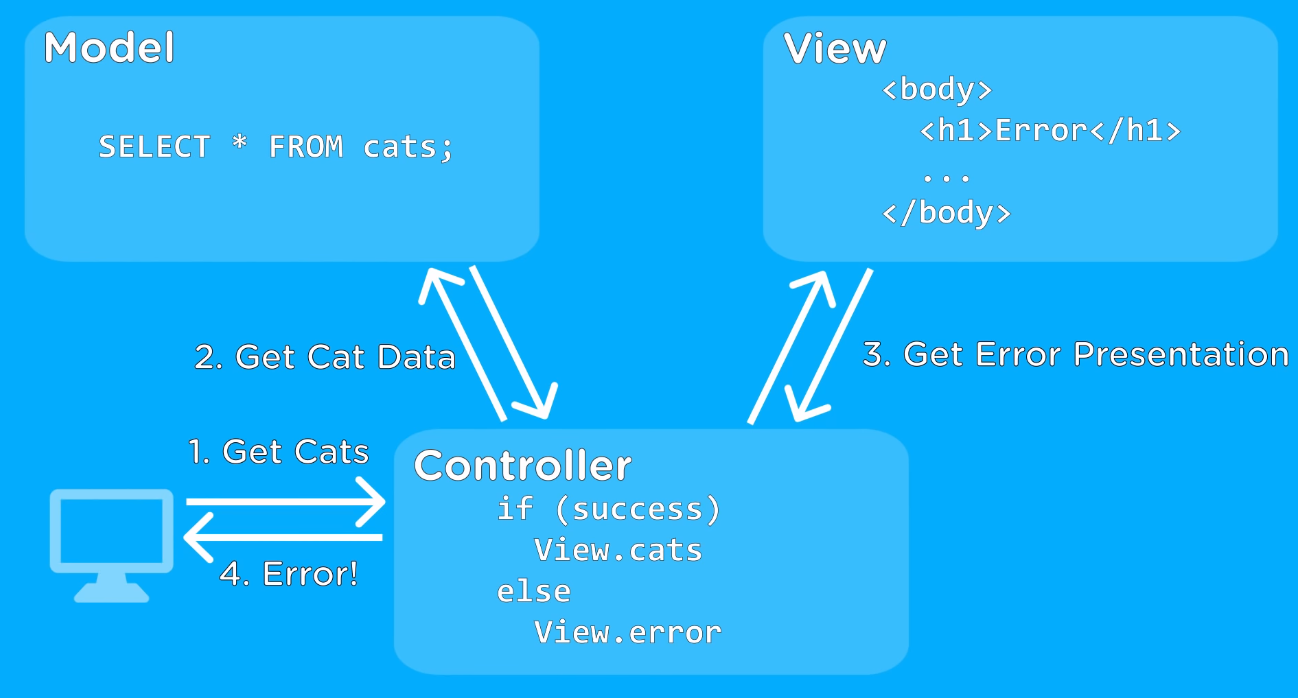 Model
SELECT * FROM cats;
View
<body>
<h1>Error</h1>
...
</body>
2. Get Cat Data
3. Get Error Presentation
1. Get Cats
4. Error!
Controller
if (success)
View.cats
else
View.error